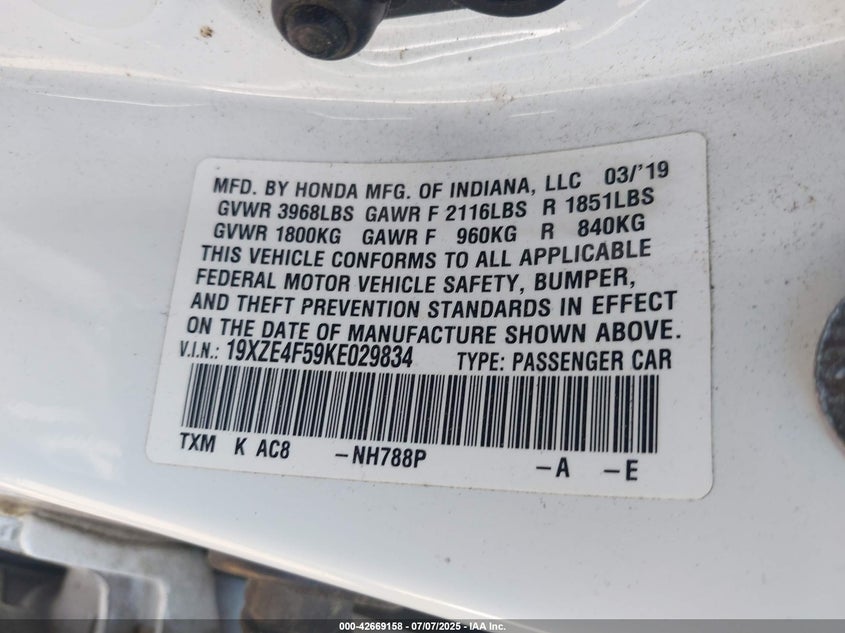 MFD. BY HONDA MFG. OF INDIANA, LLC 03/'19
GVWR 3968LBS GAWR F 2116LBS R 1851LBS
GVWR 1800KG GAWR F 960KG R 840KG
THIS VEHICLE CONFORMS TO ALL APPLICABLE
FEDERAL MOTOR VEHICLE SAFETY, BUMPER,
AND THEFT PREVENTION STANDARDS IN EFFECT
ON THE DATE OF MANUFACTURE SHOWN ABOVE.
V.I.N.: 19XZE4F59KE029834 TYPE: PASSENGER CAR
TXM K AC8 -NH788P -A -E
000-42669158 - 07/07/2025 - IAA Inc.